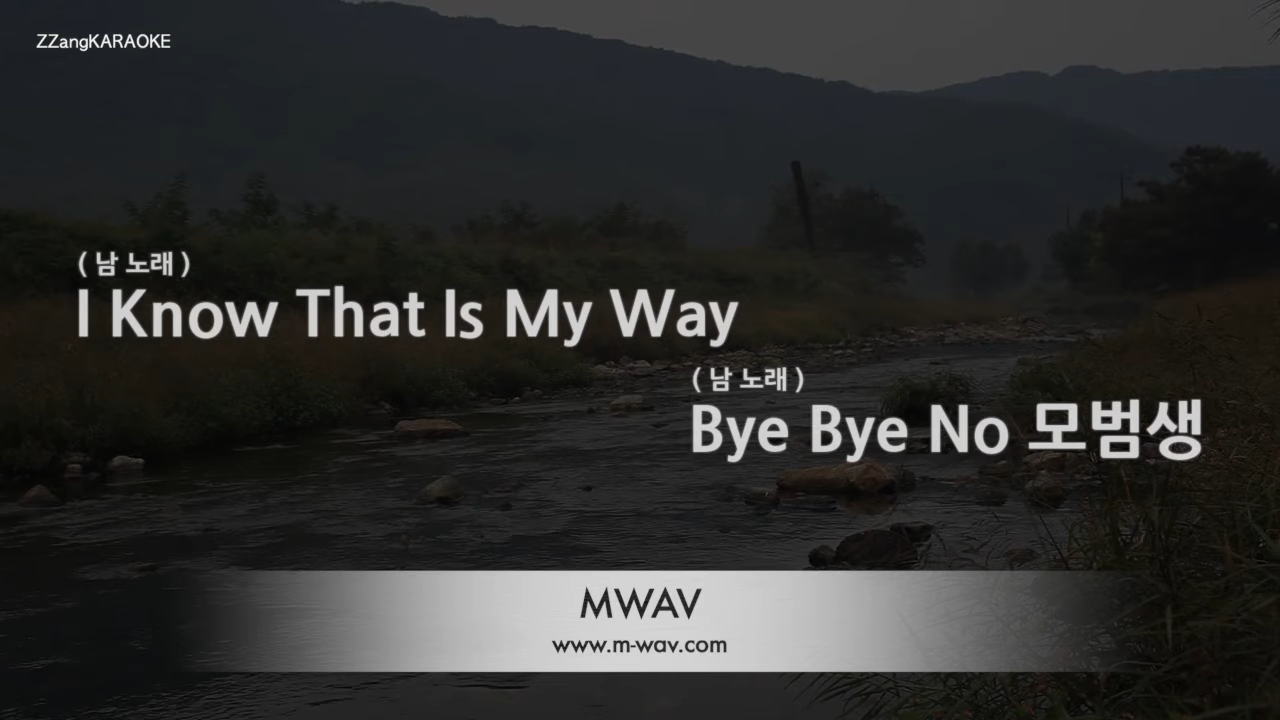 ZZangKARAOKE
( 남 노래 )
I Know That Is My Way
( 남 노래 )
Bye Bye No 모범생
MWAV
www.m-wav.com